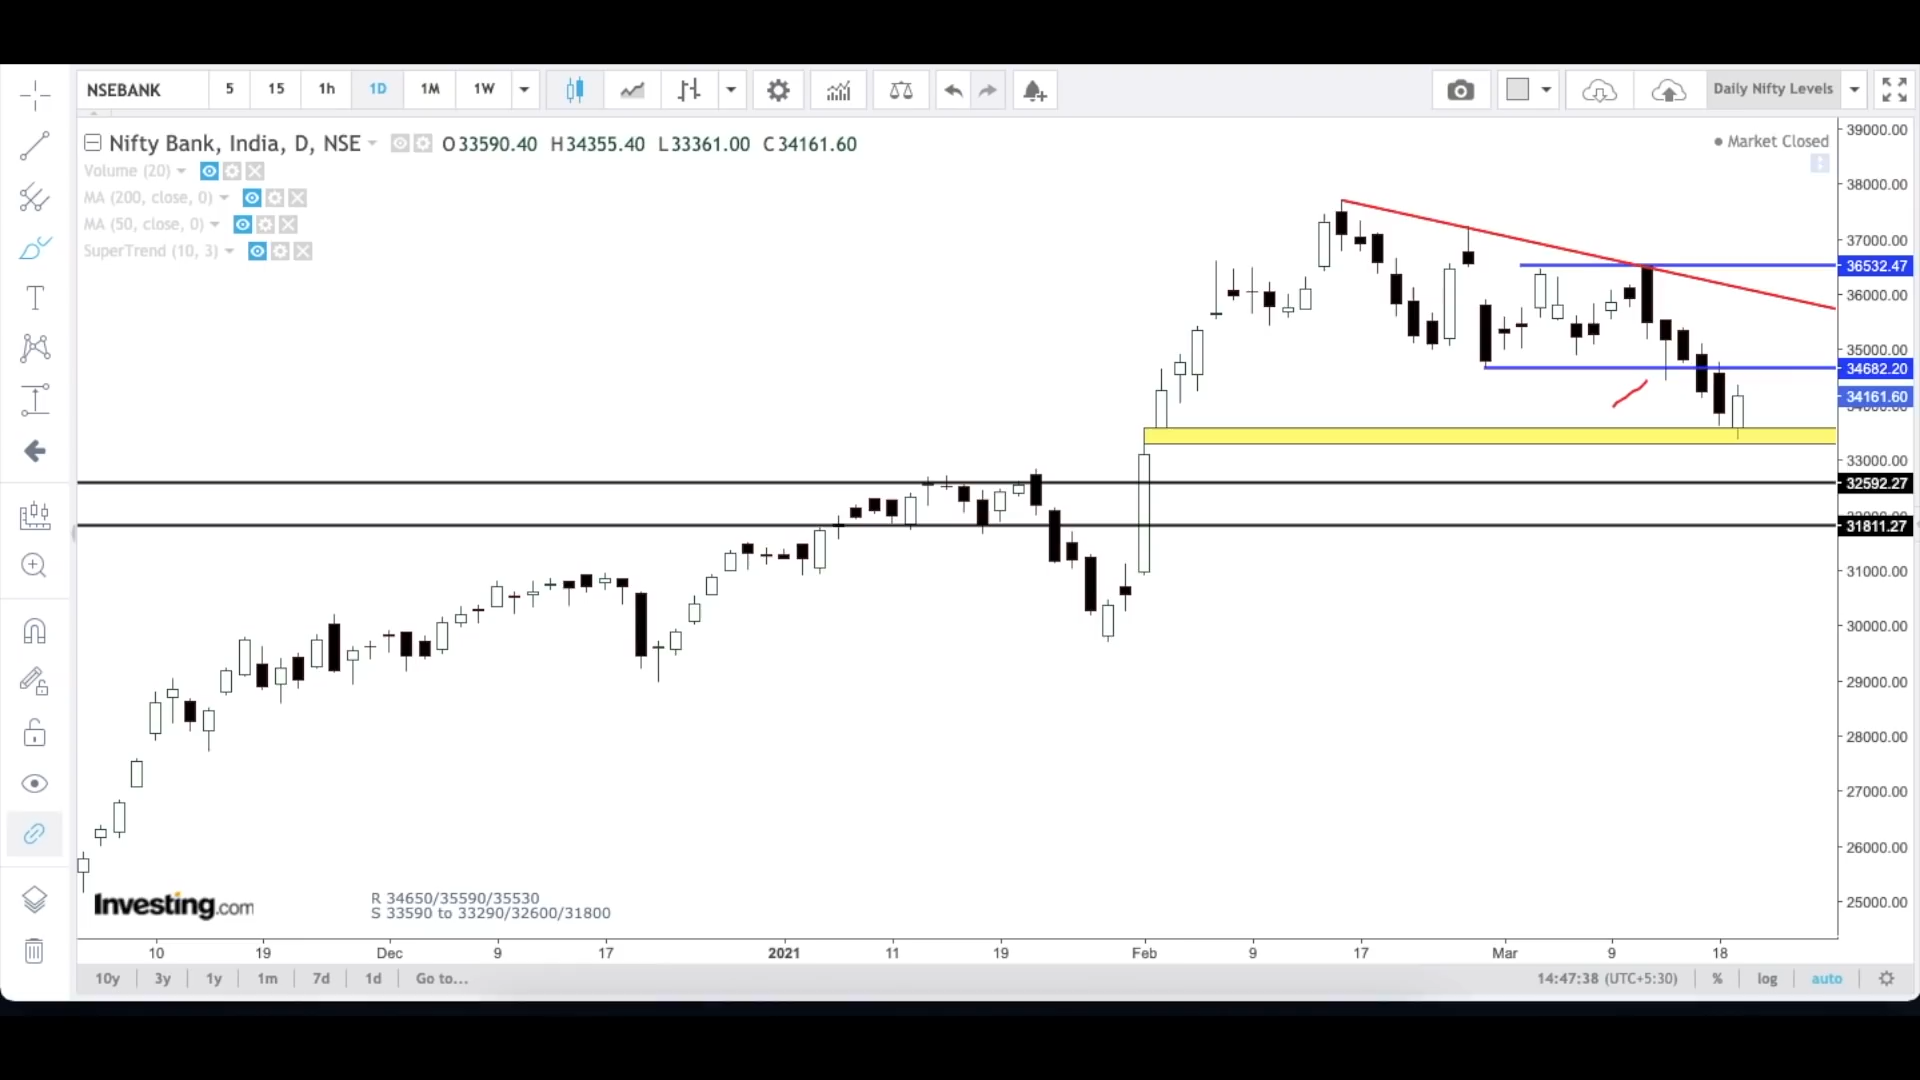 NSEBANK 5 15 1h 1D 1M 1W Daily Nifty Levels
Nifty Bank, India, D, NSE O33590.40 H34355.40 L33361.00 C34161.60
Market Closed
Volume (20)
MA (200, close, 0)
MA (50, close, 0)
SuperTrend (10, 3)
39000.00
38000.00
37000.00
36532.47
36000.00
35000.00
34682.20
34161.60
33000.00
32592.27
31811.27
31000.00
30000.00
29000.00
28000.00
27000.00
26000.00
25000.00
Investing.com
R 34650/35590/35530
S 33590 to 33290/32600/31800
10 19 Dec 9 17 2021 11 19 Feb 9 17 Mar 9 18
10y 3y 1y 1m 7d 1d Go to... 14:47:38 (UTC+5:30) % log auto